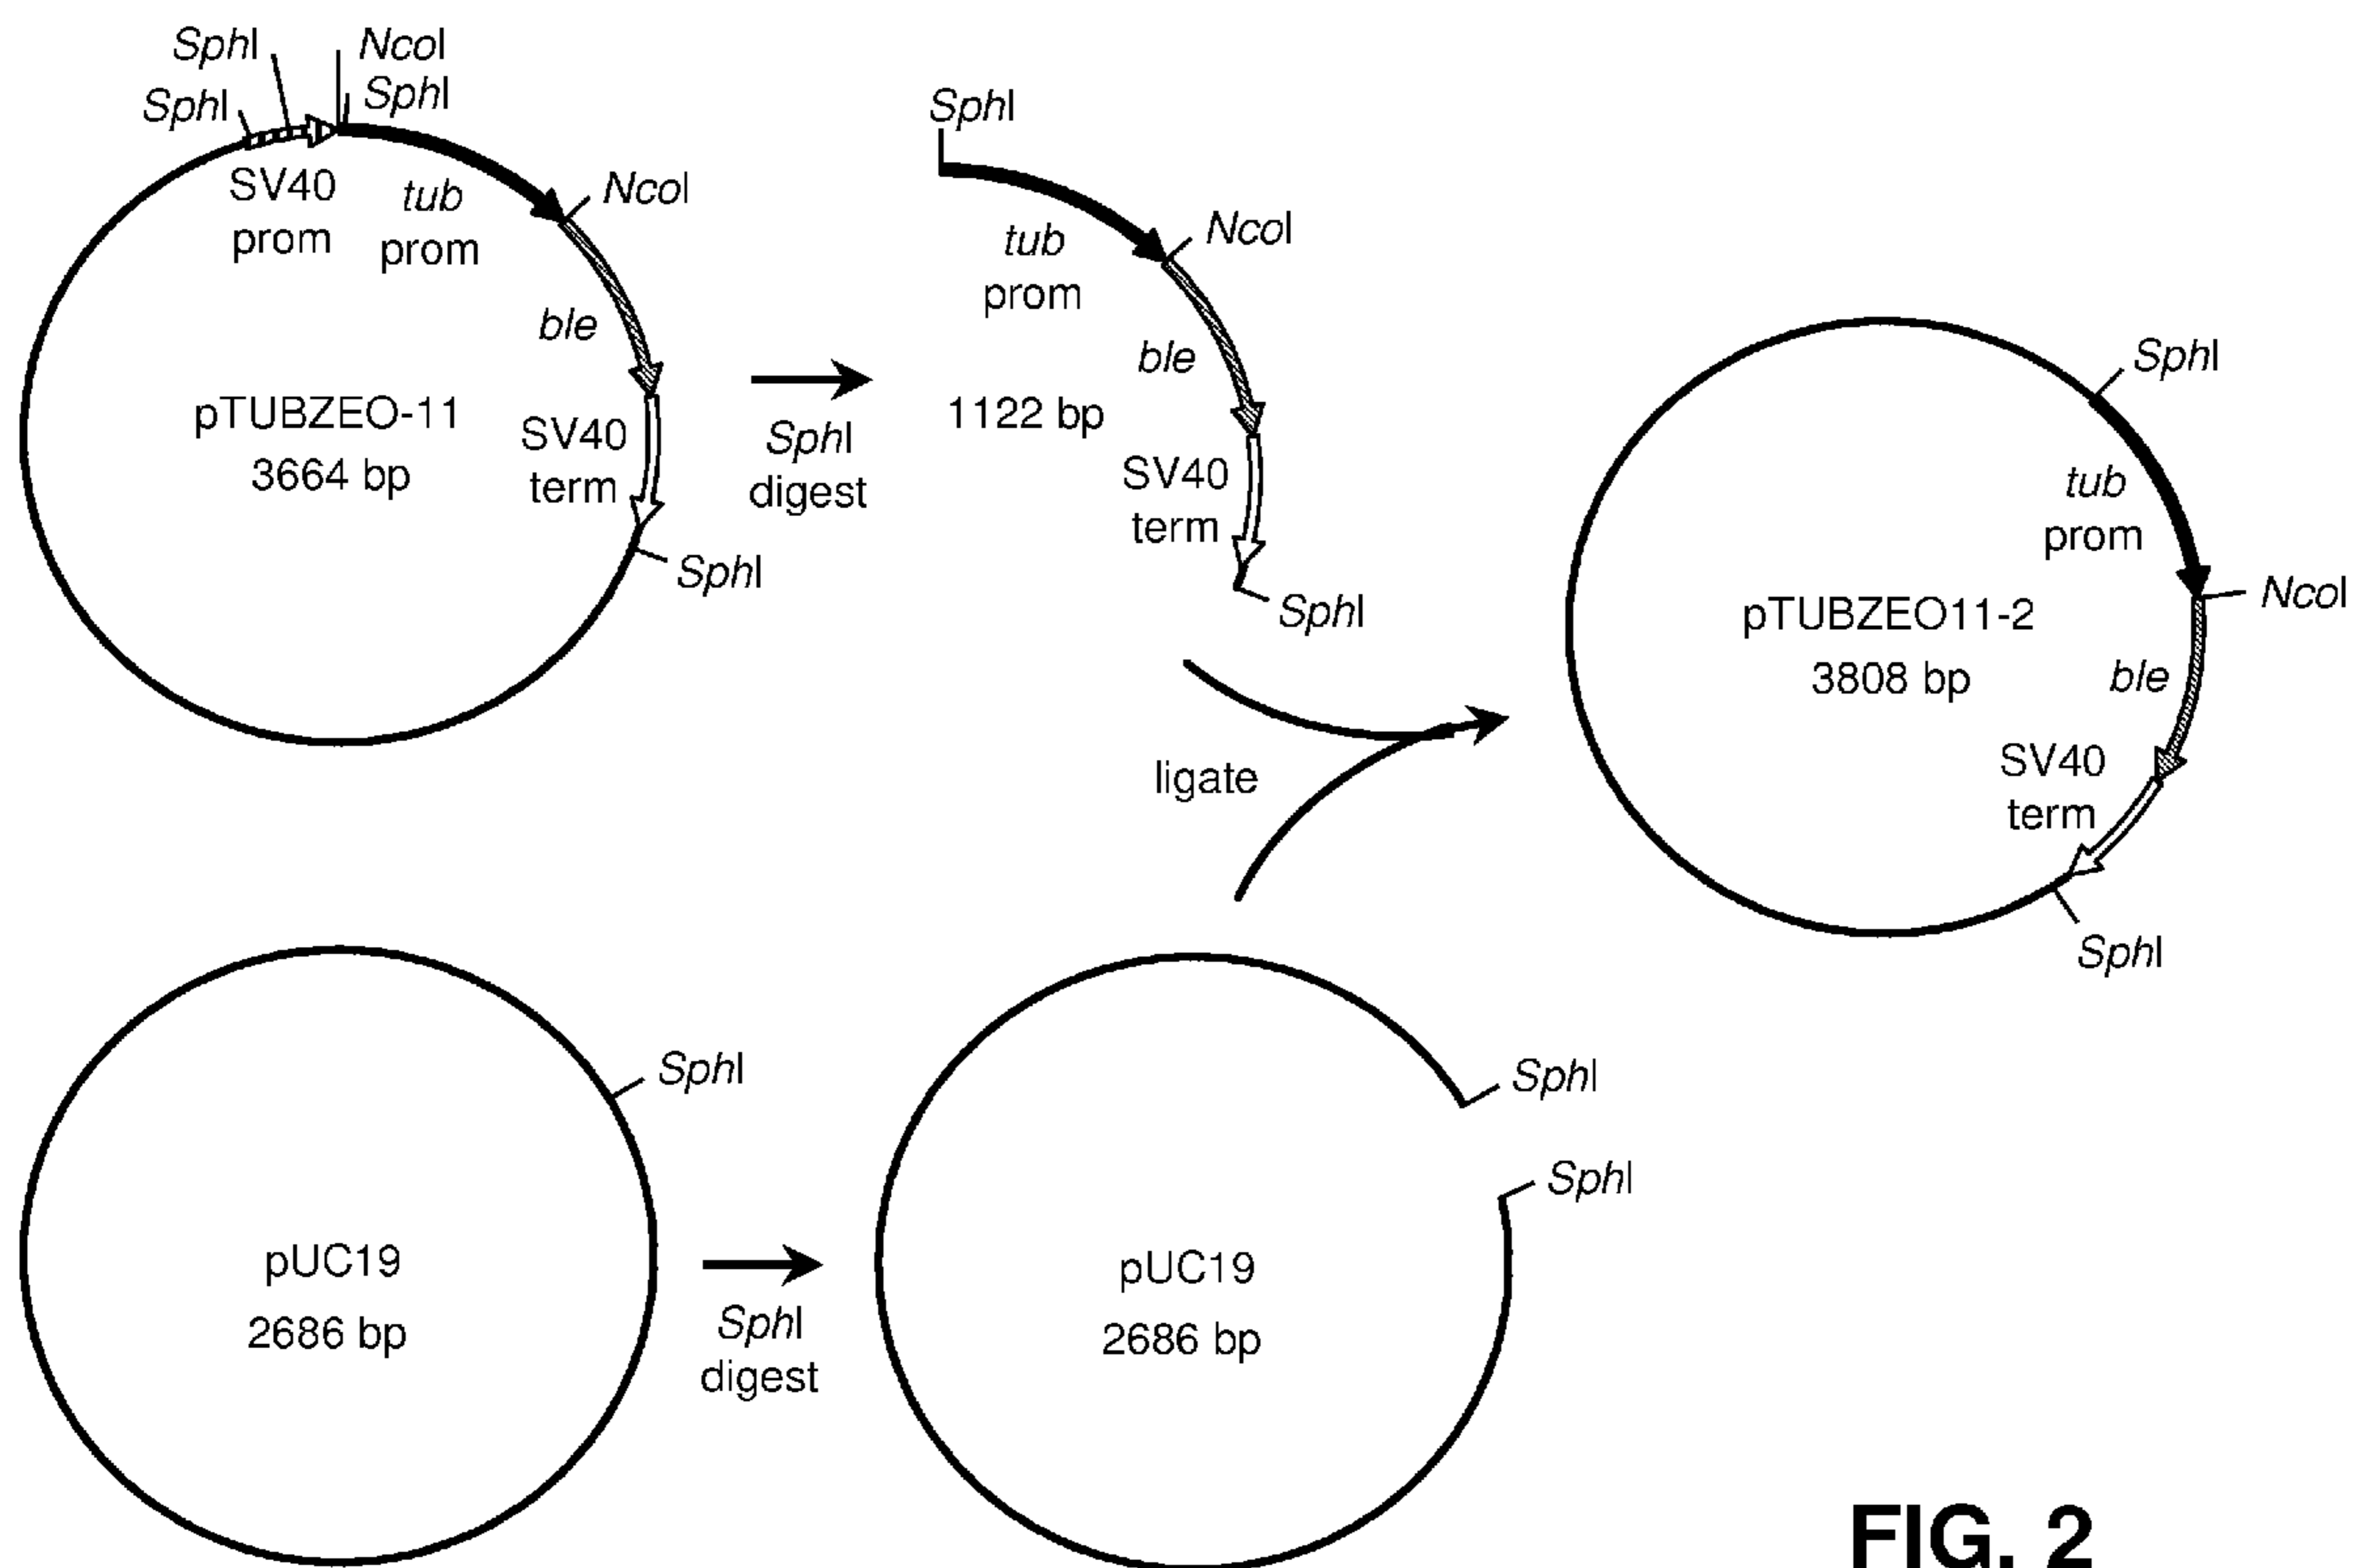 SphI
NcoI
SphI
SphI
SV40
prom
tub
prom
NcoI
ble
pTUBZEO-11
3664 bp
SV40
term
SphI
SphI
digest
SphI
tub
prom
NcoI
ble
1122 bp
SV40
term
SphI
ligate
SphI
tub
prom
NcoI
pTUBZEO11-2
3808 bp
ble
SV40
term
SphI
SphI
pUC19
2686 bp
SphI
digest
SphI
SphI
pUC19
2686 bp
FIG. 2